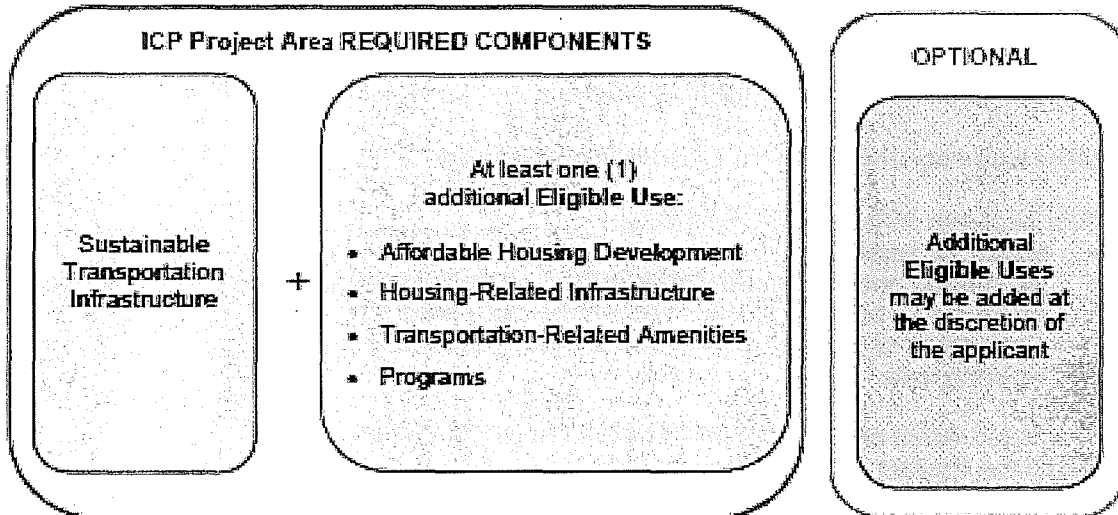 ICP Project Area REQUIRED COMPONENTS
Sustainable
Transportation
Infrastructure
+
At least one (1)
additional Eligible Use:
• Affordable Housing Development
• Housing-Related Infrastructure
• Transportation-Related Amenities
• Programs
OPTIONAL
Additional
Eligible Uses
may be added at
the discretion of
the applicant